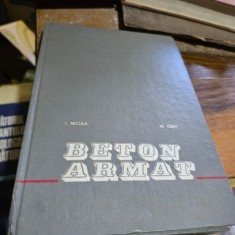 I. NICULA
N. ONEȚ
BETON
ARMAT